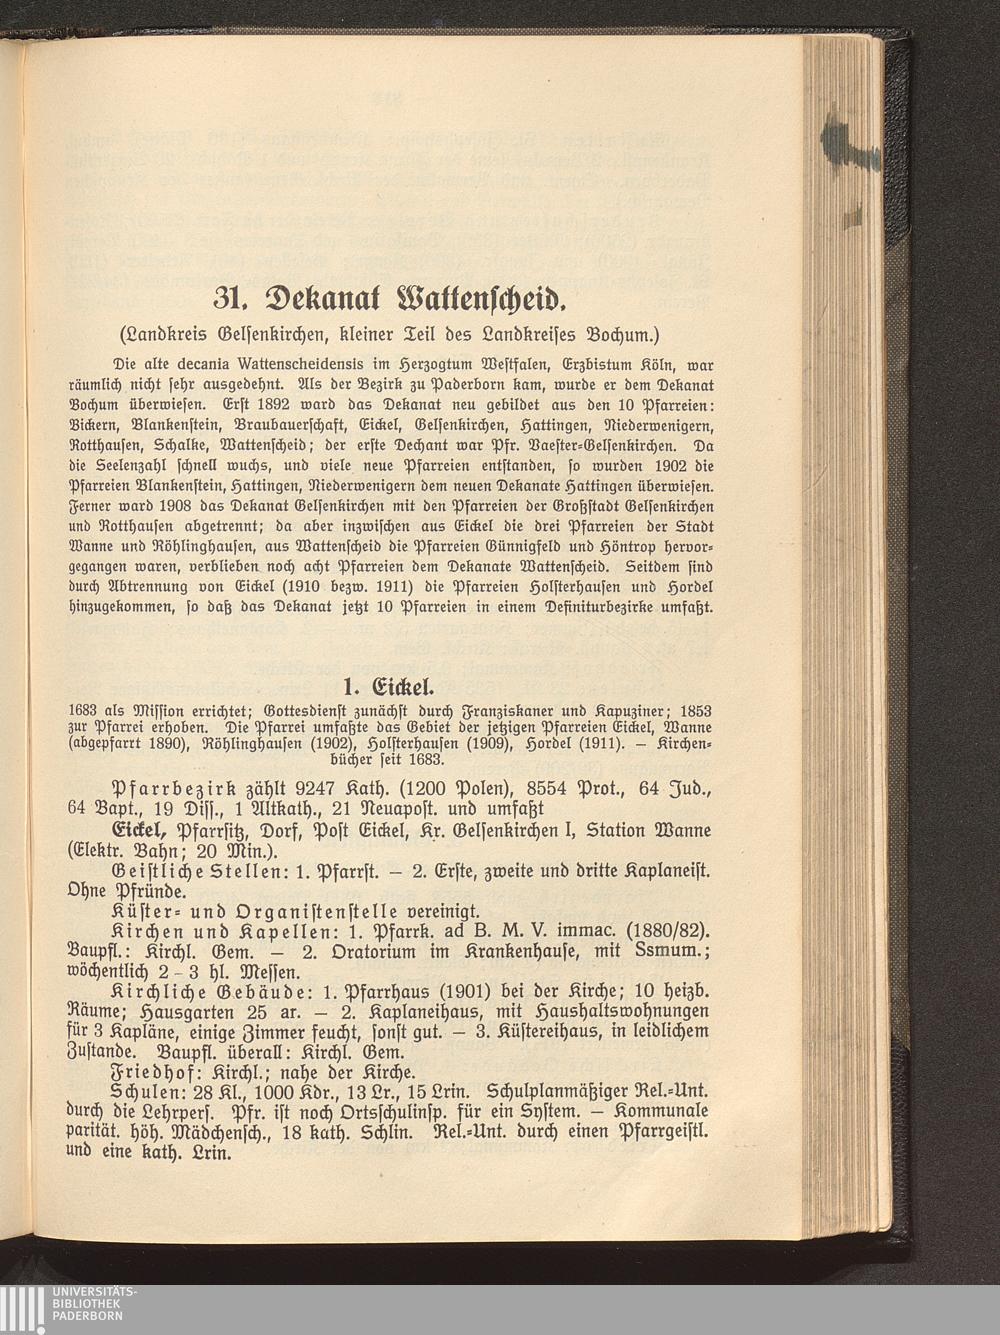 31. Dekanat Wattenscheid.
(Landkreis Gelsenkirchen, kleiner Teil des Landkreises Bochum.)
Die alte decania Wattenscheidensis im Herzogtum Westfalen, Erzbistum Köln, war
räumlich nicht sehr ausgedehnt. Als der Bezirk zu Paderborn kam, wurde er dem Dekanat
Bochum überwiesen. Erst 1892 ward das Dekanat neu gebildet aus den 10 Pfarreien:
Bickern, Blankenstein, Braubauerschaft, Eickel, Gelsenkirchen, Hattingen, Niederwenigern,
Rotthausen, Schalke, Wattenscheid; der erste Dechant war Pfr. Vaester-Gelsenkirchen. Da
die Seelenzahl schnell wuchs, und viele neue Pfarreien entstanden, so wurden 1902 die
Pfarreien Blankenstein, Hattingen, Niederwenigern dem neuen Dekanate Hattingen überwiesen.
Ferner ward 1908 das Dekanat Gelsenkirchen mit den Pfarreien der Großstadt Gelsenkirchen
und Rotthausen abgetrennt; da aber inzwischen aus Eickel die drei Pfarreien der Stadt
Wanne und Röhlinghausen, aus Wattenscheid die Pfarreien Günnigfeld und Höntrop hervor-
gegangen waren, verblieben noch acht Pfarreien dem Dekanate Wattenscheid. Seitdem sind
durch Abtrennung von Eickel (1910 bezw. 1911) die Pfarreien Holsterhausen und Hordel
hinzugekommen, so daß das Dekanat jetzt 10 Pfarreien in einem Definiturbezirke umfaßt.
1. Eickel.
1683 als Mission errichtet; Gottesdienst zunächst durch Franziskaner und Kapuziner; 1853
zur Pfarrei erhoben. Die Pfarrei umfaßte das Gebiet der jetzigen Pfarreien Eickel, Wanne
(abgepfarrt 1890), Röhlinghausen (1902), Holsterhausen (1909), Hordel (1911). — Kirchen-
bücher seit 1683.
Pfarrbezirk zählt 9247 Kath. (1200 Polen), 8554 Prot., 64 Jud.,
64 Bapt., 19 Diss., 1 Altkath., 21 Neuapost. und umfaßt
Eickel, Pfarrsitz, Dorf, Post Eickel, Kr. Gelsenkirchen I, Station Wanne
(Elektr. Bahn; 20 Min.).
Geistliche Stellen: 1. Pfarrst. — 2. Erste, zweite und dritte Kaplaneist.
Ohne Pfründe.
Küster- und Organistenstelle vereinigt.
Kirchen und Kapellen: 1. Pfarrk. ad B. M. V. immac. (1880/82).
Baupfl.: Kirchl. Gem. — 2. Oratorium im Krankenhause, mit Ssmum.;
wöchentlich 2-3 hl. Messen.
Kirchliche Gebäude: 1. Pfarrhaus (1901) bei der Kirche; 10 heizb.
Räume; Hausgarten 25 ar. — 2. Kaplaneihaus, mit Haushaltswohnungen
für 3 Kapläne, einige Zimmer feucht, sonst gut. — 3. Küstereihaus, in leidlichem
Zustande. Baupfl. überall: Kirchl. Gem.
Friedhof: Kirchl.; nahe der Kirche.
Schulen: 28 Kl., 1000 Kdr., 13 Lr., 15 Lrin. Schulplanmäßiger Rel.-Unt.
durch die Lehrpers. Pfr. ist noch Ortsschulinsp. für ein System. — Kommunale
parität. höh. Mädchensch., 18 kath. Schlin. Rel.-Unt. durch einen Pfarrgeistl.
und eine kath. Lrin.
UNIVERSITÄTS-
BIBLIOTHEK
PADERBORN